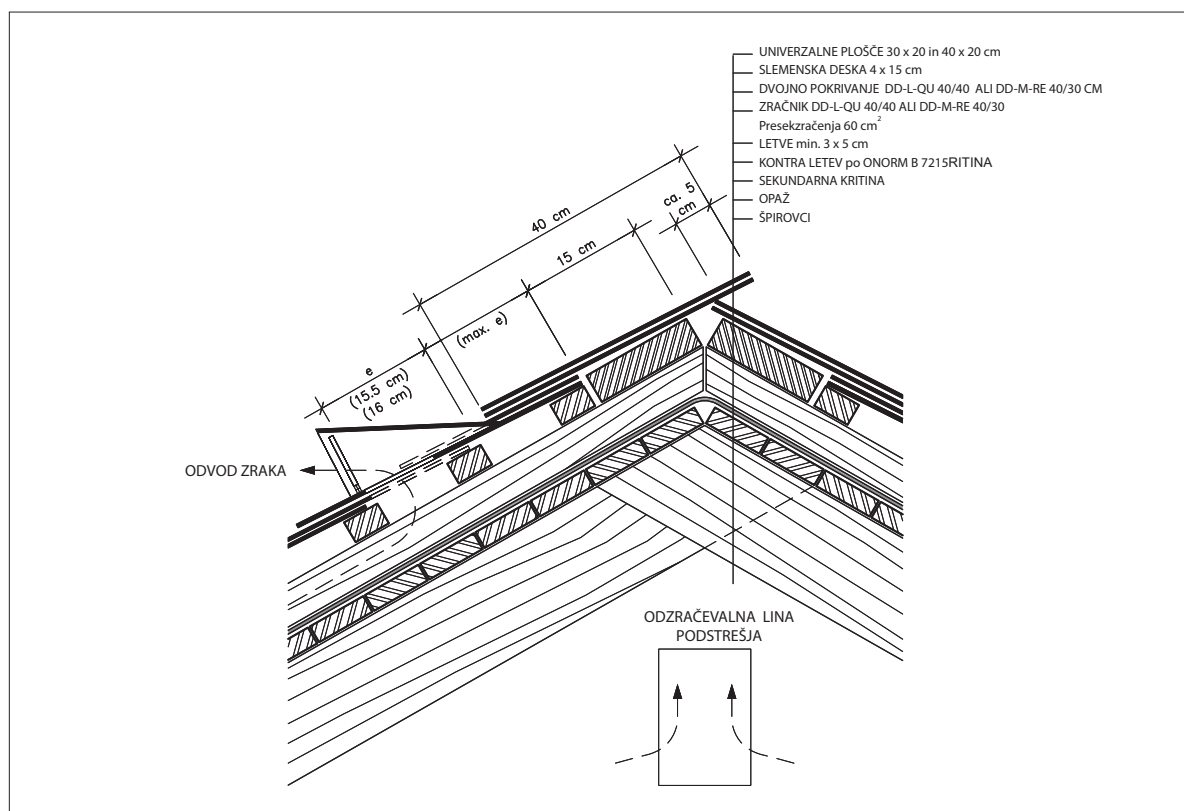 UNIVERZALNE PLOŠČE 30 x 20 in 40 x 20 cm
SLEMENSKA DESKA 4 x 15 cm
DVOJNO POKRIVANJE DD-L-QU 40/40 ALI DD-M-RE 40/30 CM
ZRAČNIK DD-L-QU 40/40 ALI DD-M-RE 40/30
Presekzračenja 60 cm²
LETVE min. 3 x 5 cm
KONTRA LETEV po ONORM B 7215RITINA
SEKUNDARNA KRITINA
OPAŽ
ŠPIROVCI
40 cm
ca. 5
cm
15 cm
(max. e)
e
(15.5 cm)
(16 cm)
ODVOD ZRAKA
ODZRAČEVALNA LINA
PODSTREŠJA